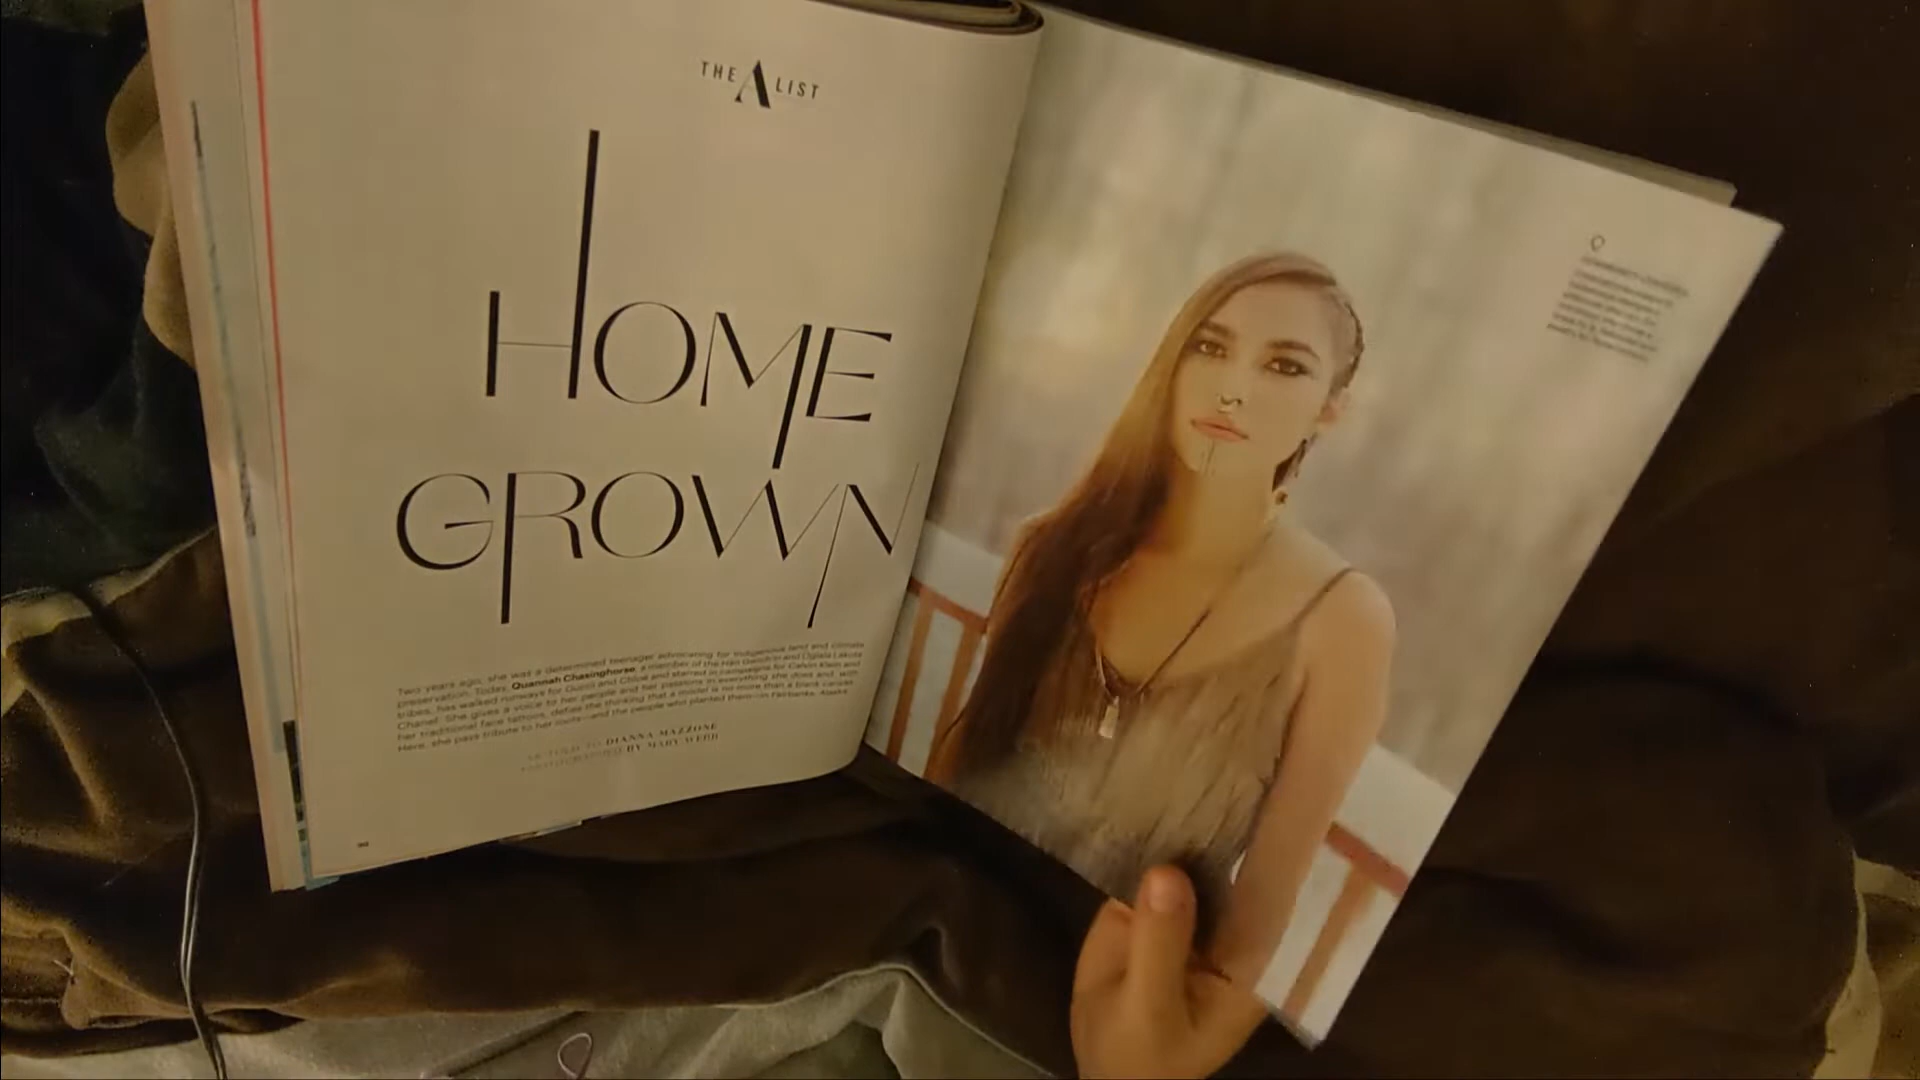 THE A LIST
HOME
GROWN
Two years ago, she was a determined teenager advocating for Indigenous land and climate
preservation. Today, Quannah Chasinghorse, a member of the Hän Gwich'in and Oglala Lakota
tribes, has walked runways for Gucci and Chloé and starred in campaigns for Calvin Klein and
Chanel. She gives a voice to her people and her passions in everything she does and, with
her traditional face tattoos, defies the thinking that a model is no more than a blank canvas.
Here, she pays tribute to her roots—and the people who planted them—in Fairbanks, Alaska.
AS TOLD TO DIANNA MAZZONE
PHOTOGRAPHED BY MARY WEBB